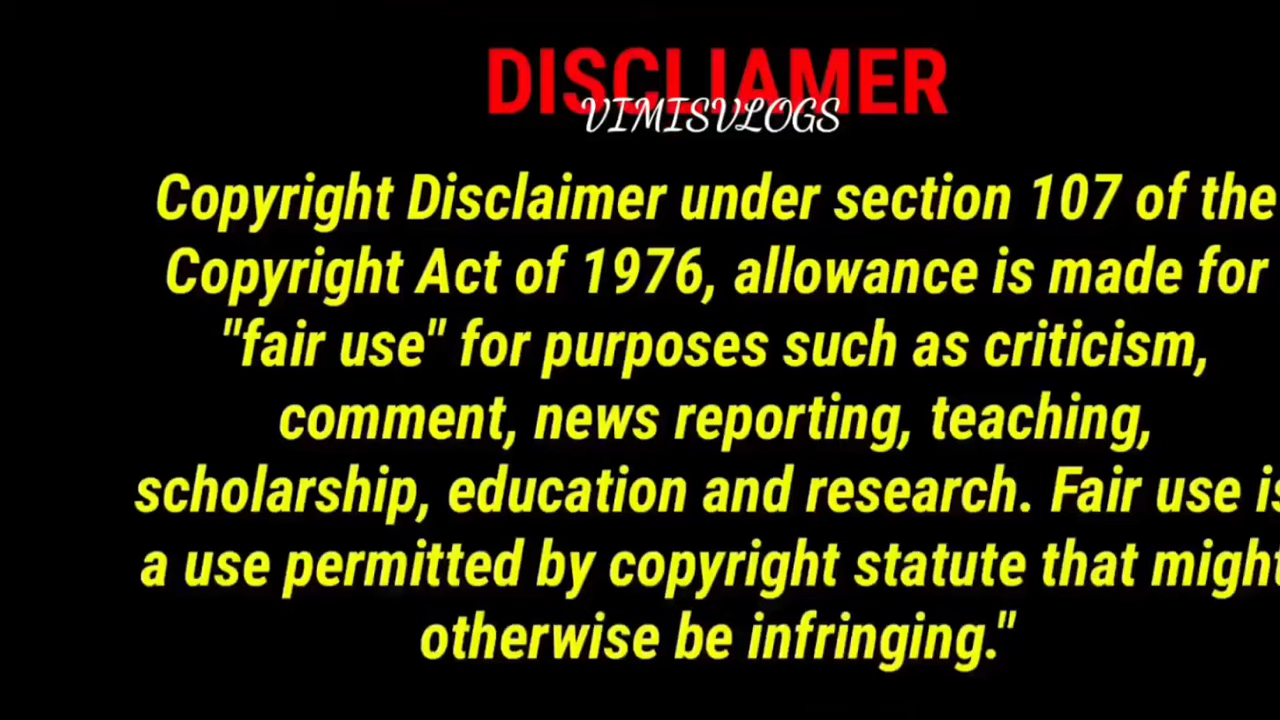 DISCLIAMER
VIMISVLOGS
Copyright Disclaimer under section 107 of the
Copyright Act of 1976, allowance is made for
"fair use" for purposes such as criticism,
comment, news reporting, teaching,
scholarship, education and research. Fair use is
a use permitted by copyright statute that might
otherwise be infringing."